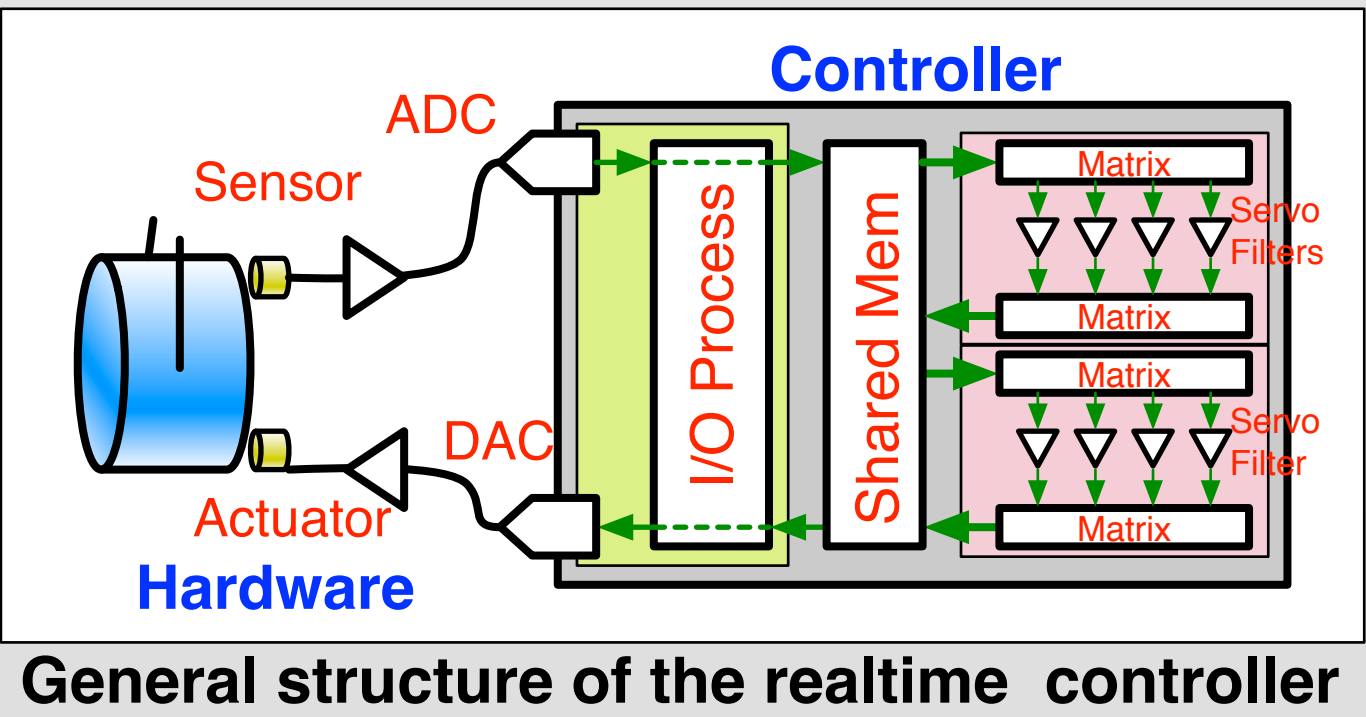 Controller
ADC
Sensor
Matrix
Servo
Filters
I/O Process
Shared Mem
Matrix
Matrix
DAC
Servo
Filter
Actuator
Matrix
Hardware
General structure of the realtime controller